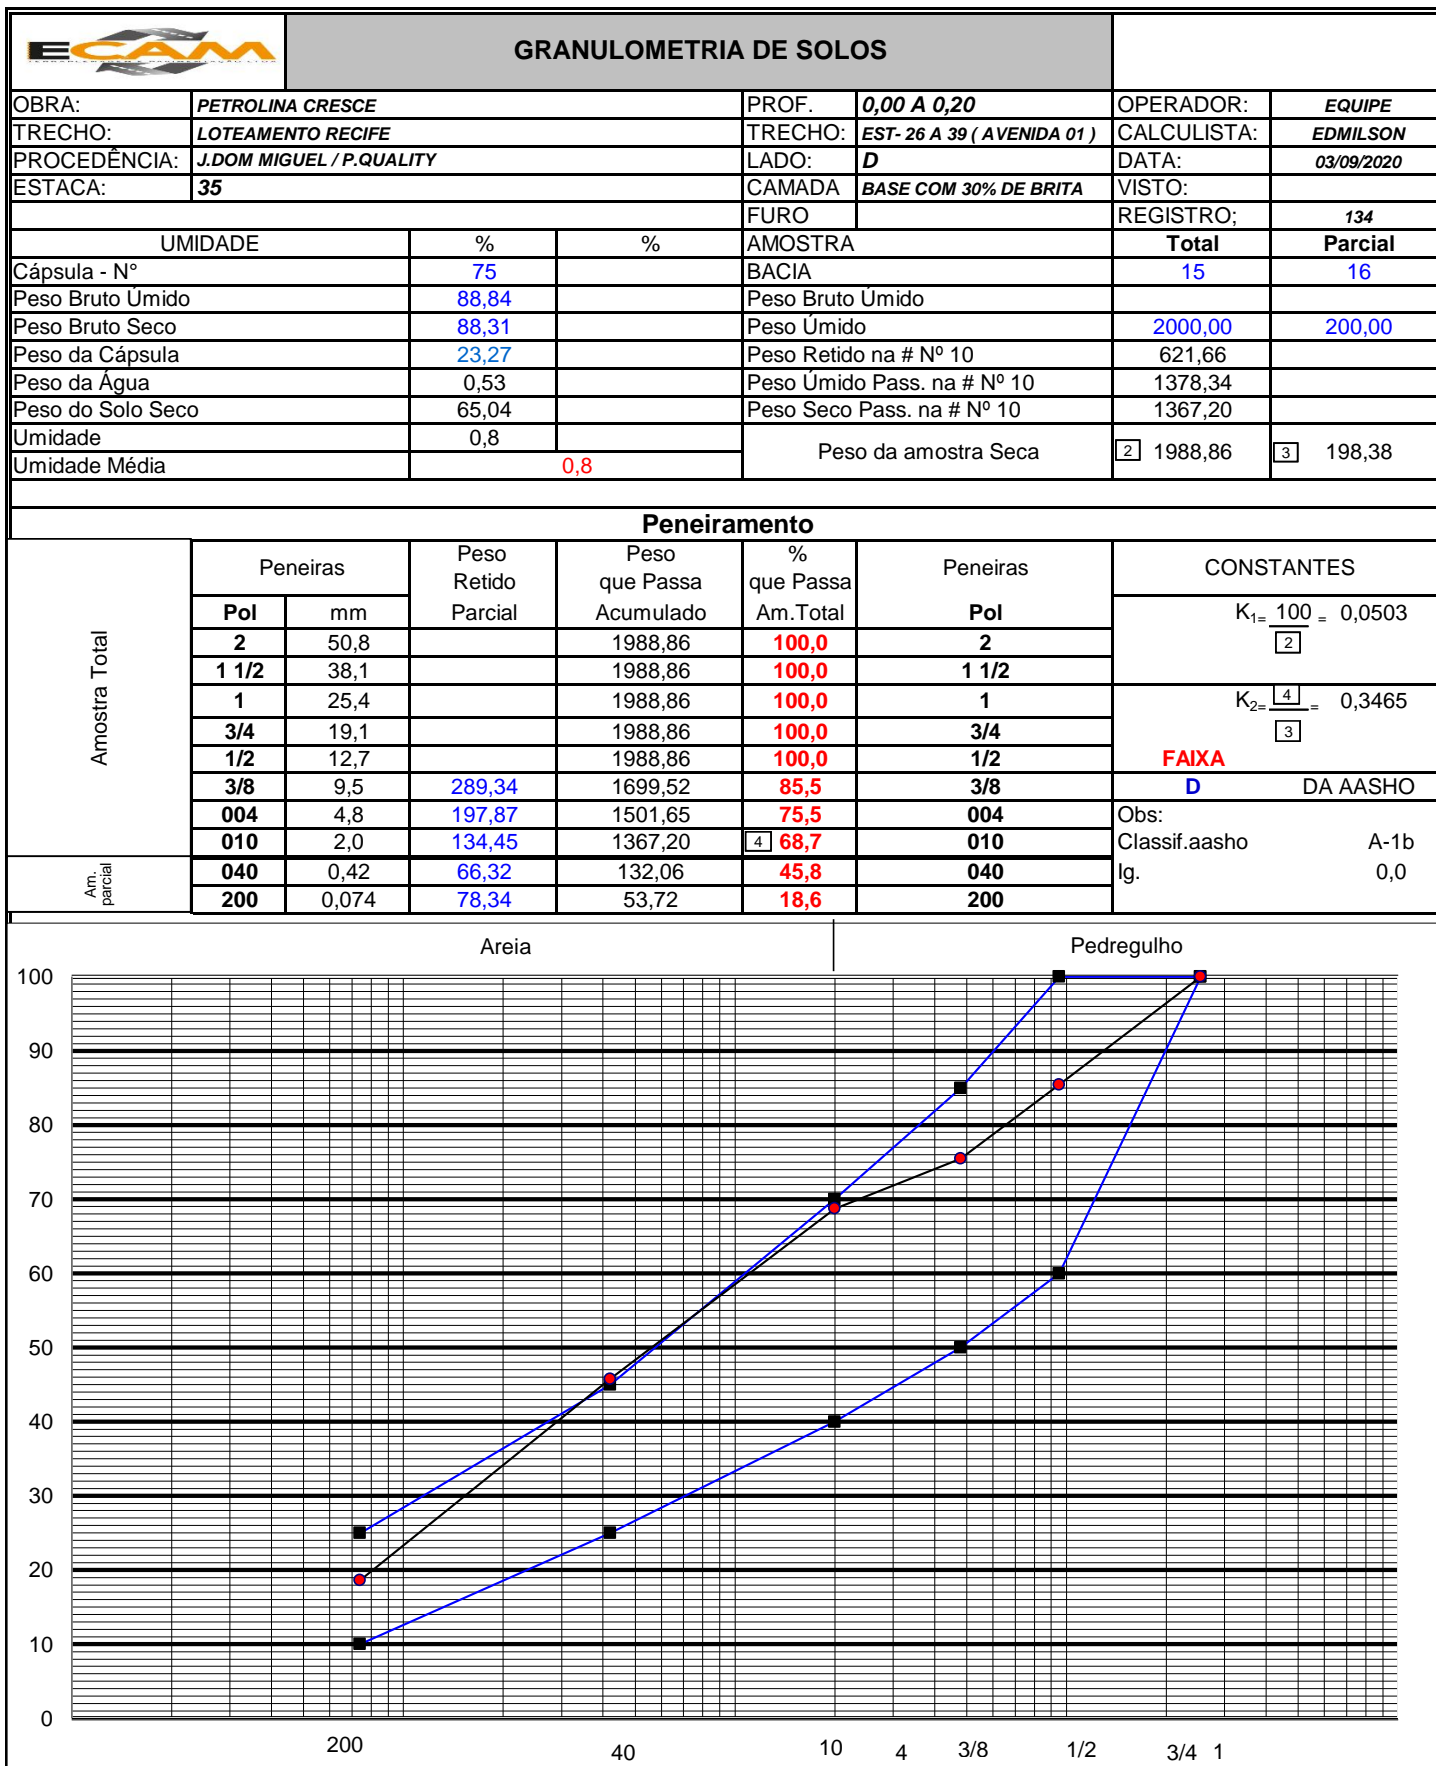 ECAM
GRANULOMETRIA DE SOLOS
OBRA: PETROLINA CRESCE PROF. 0,00 A 0,20 OPERADOR: EQUIPE
TRECHO: LOTEAMENTO RECIFE TRECHO: EST- 26 A 39 ( AVENIDA 01 ) CALCULISTA: EDMILSON
PROCEDÊNCIA: J.DOM MIGUEL / P.QUALITY LADO: D DATA: 03/09/2020
ESTACA: 35 CAMADA BASE COM 30% DE BRITA VISTO:
FURO REGISTRO; 134
UMIDADE % % AMOSTRA Total Parcial
Cápsula - N° 75 BACIA 15 16
Peso Bruto Úmido 88,84 Peso Bruto Úmido
Peso Bruto Seco 88,31 Peso Úmido 2000,00 200,00
Peso da Cápsula 23,27 Peso Retido na # Nº 10 621,66
Peso da Água 0,53 Peso Úmido Pass. na # Nº 10 1378,34
Peso do Solo Seco 65,04 Peso Seco Pass. na # Nº 10 1367,20
Umidade 0,8 Peso da amostra Seca 2 1988,86 3 198,38
Umidade Média 0,8
Peneiramento
Amostra Total
Peneiras Peso Retido Peso que Passa % que Passa Peneiras CONSTANTES
Pol mm Parcial Acumulado Am.Total Pol K1= 100 = 0,0503
2 50,8 1988,86 100,0 2 2
1 1/2 38,1 1988,86 100,0 1 1/2
1 25,4 1988,86 100,0 1 K2= 4 = 0,3465
3/4 19,1 1988,86 100,0 3/4 3
1/2 12,7 1988,86 100,0 1/2 FAIXA
3/8 9,5 289,34 1699,52 85,5 3/8 D DA AASHO
004 4,8 197,87 1501,65 75,5 004 Obs:
010 2,0 134,45 1367,20 4 68,7 010 Classif.aasho A-1b
Am. parcial
040 0,42 66,32 132,06 45,8 040 Ig. 0,0
200 0,074 78,34 53,72 18,6 200
Areia Pedregulho
100
90
80
70
60
50
40
30
20
10
0
200 40 10 4 3/8 1/2 3/4 1